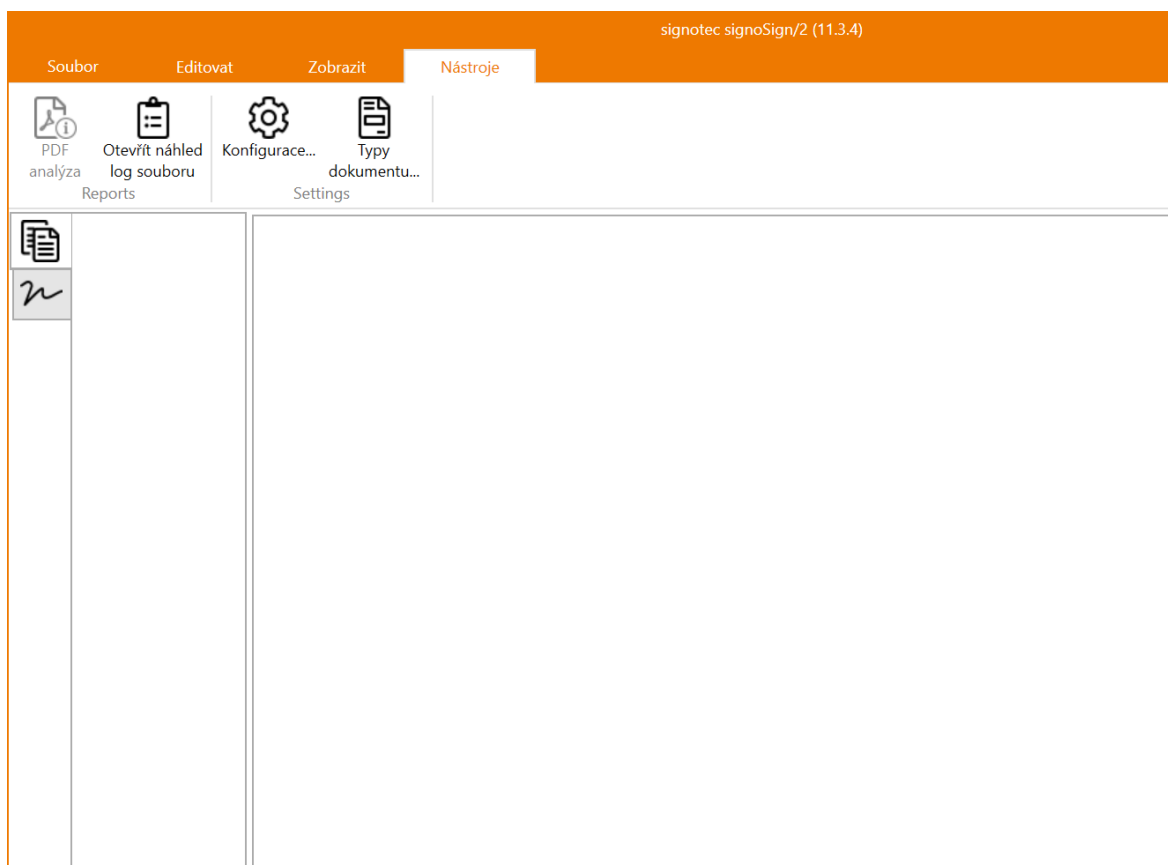 signotec signoSign/2 (11.3.4)
Soubor Editovat Zobrazit Nástroje
PDF analýza
Otevřít náhled log souboru
Konfigurace...
Typy dokumentu...
Reports
Settings